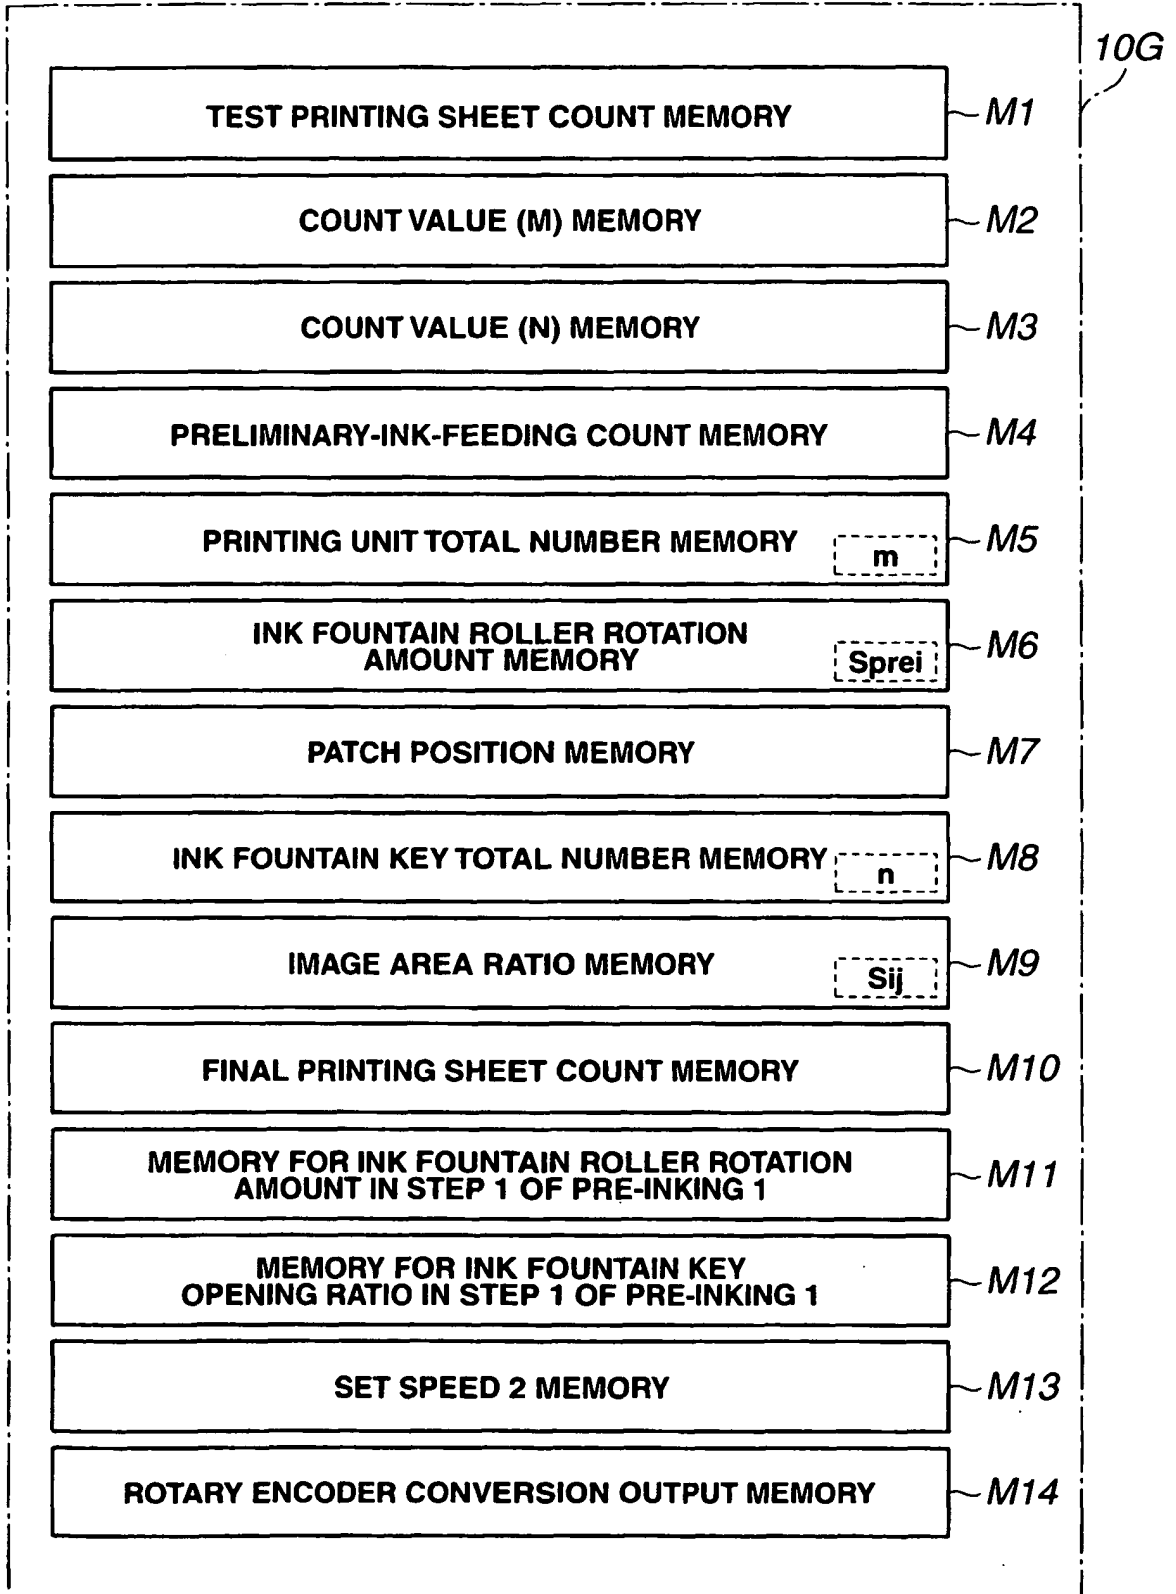 10G
TEST PRINTING SHEET COUNT MEMORY
M1
COUNT VALUE (M) MEMORY
M2
COUNT VALUE (N) MEMORY
M3
PRELIMINARY-INK-FEEDING COUNT MEMORY
M4
PRINTING UNIT TOTAL NUMBER MEMORY
m
M5
INK FOUNTAIN ROLLER ROTATION
AMOUNT MEMORY
Sprei
M6
PATCH POSITION MEMORY
M7
INK FOUNTAIN KEY TOTAL NUMBER MEMORY
n
M8
IMAGE AREA RATIO MEMORY
Sij
M9
FINAL PRINTING SHEET COUNT MEMORY
M10
MEMORY FOR INK FOUNTAIN ROLLER ROTATION
AMOUNT IN STEP 1 OF PRE-INKING 1
M11
MEMORY FOR INK FOUNTAIN KEY
OPENING RATIO IN STEP 1 OF PRE-INKING 1
M12
SET SPEED 2 MEMORY
M13
ROTARY ENCODER CONVERSION OUTPUT MEMORY
M14